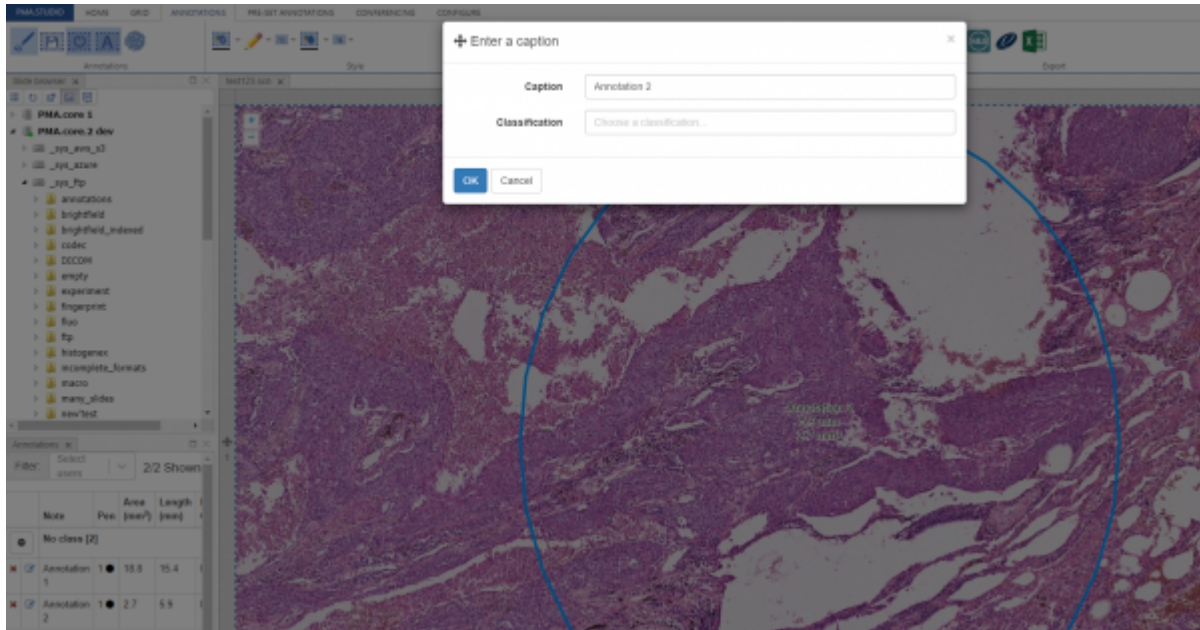 PMA.STUDIO HOME GRID ANNOTATIONS PRE-SET ANNOTATIONS CONFERENCING CONFIGURE
Enter a caption
×
Caption Annotation 2
Classification Choose a classification...
OK Cancel
Annotations Style Export
Slide browser
PMA.core 1
PMA.core.2 dev
_sys_aws_s3
_sys_azure
_sys_ftp
annotations
brightfield
brightfield_indexed
codec
DICOM
empty
experiment
fingerprint
fluo
ftp
histogenex
incomplete_formats
macro
many_slides
new'test
Annotations
Filter: Select users 2/2 Shown
Note Pen Area (mm²) Length (mm)
No class [2]
Annotation 1 1 18.8 15.4
Annotation 2 1 2.7 5.9